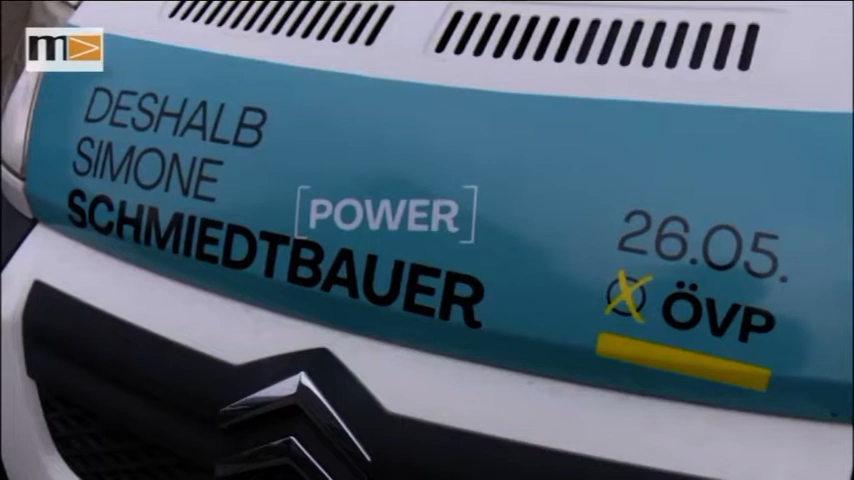 m>
DESHALB
SIMONE
[POWER]
SCHMIEDTBAUER
26.05.
ÖVP